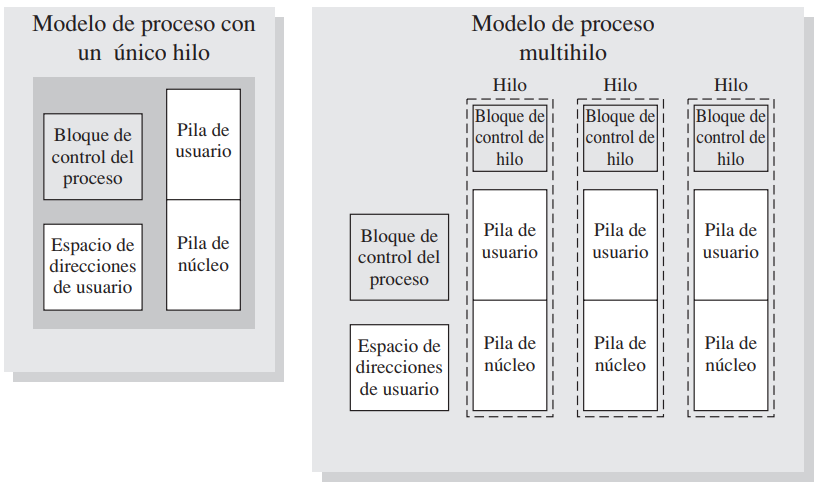 Modelo de proceso con
un único hilo
Bloque de
control del
proceso
Pila de
usuario
Espacio de
direcciones
de usuario
Pila de
núcleo
Modelo de proceso
multihilo
Hilo
Hilo
Hilo
Bloque de
control de
hilo
Bloque de
control de
hilo
Bloque de
control de
hilo
Bloque de
control del
proceso
Pila de
usuario
Pila de
usuario
Pila de
usuario
Espacio de
direcciones
de usuario
Pila de
núcleo
Pila de
núcleo
Pila de
núcleo